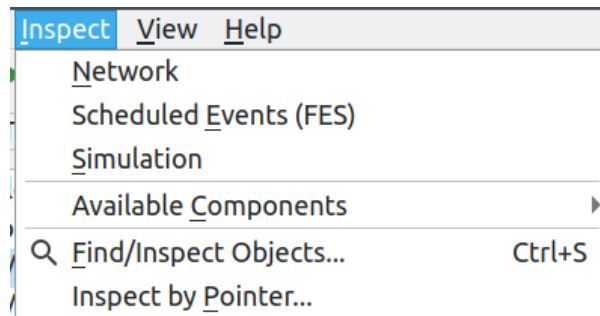 Inspect View Help
Network
Scheduled Events (FES)
Simulation
Available Components
Find/Inspect Objects... Ctrl+S
Inspect by Pointer...